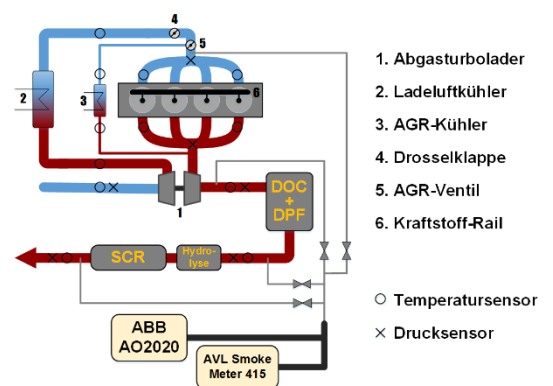 4
5
2
3
6
1
DOC
+
DPF
SCR
Hydro-
lyse
ABB
AO2020
AVL Smoke
Meter 415
1. Abgasturbolader
2. Ladeluftkühler
3. AGR-Kühler
4. Drosselklappe
5. AGR-Ventil
6. Kraftstoff-Rail
Temperatursensor
Drucksensor